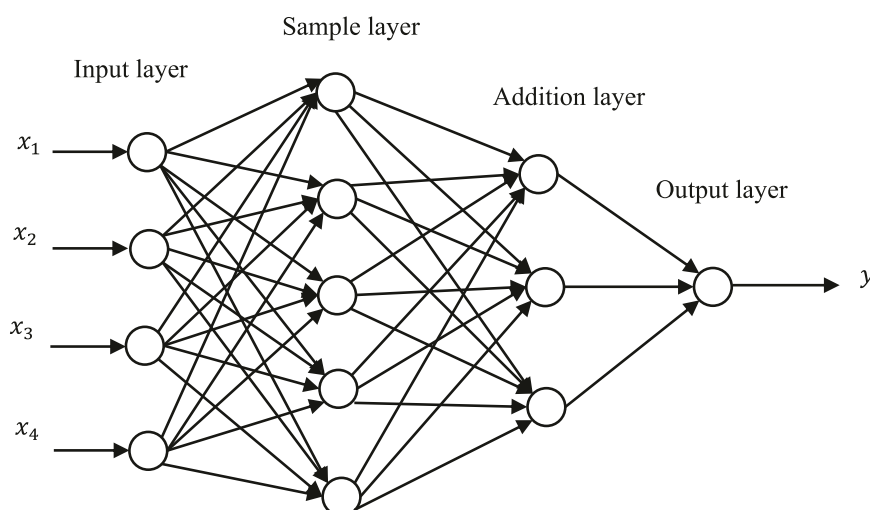 Sample layer
Input layer
Addition layer
x₁
Output layer
x₂
y
x₃
x₄